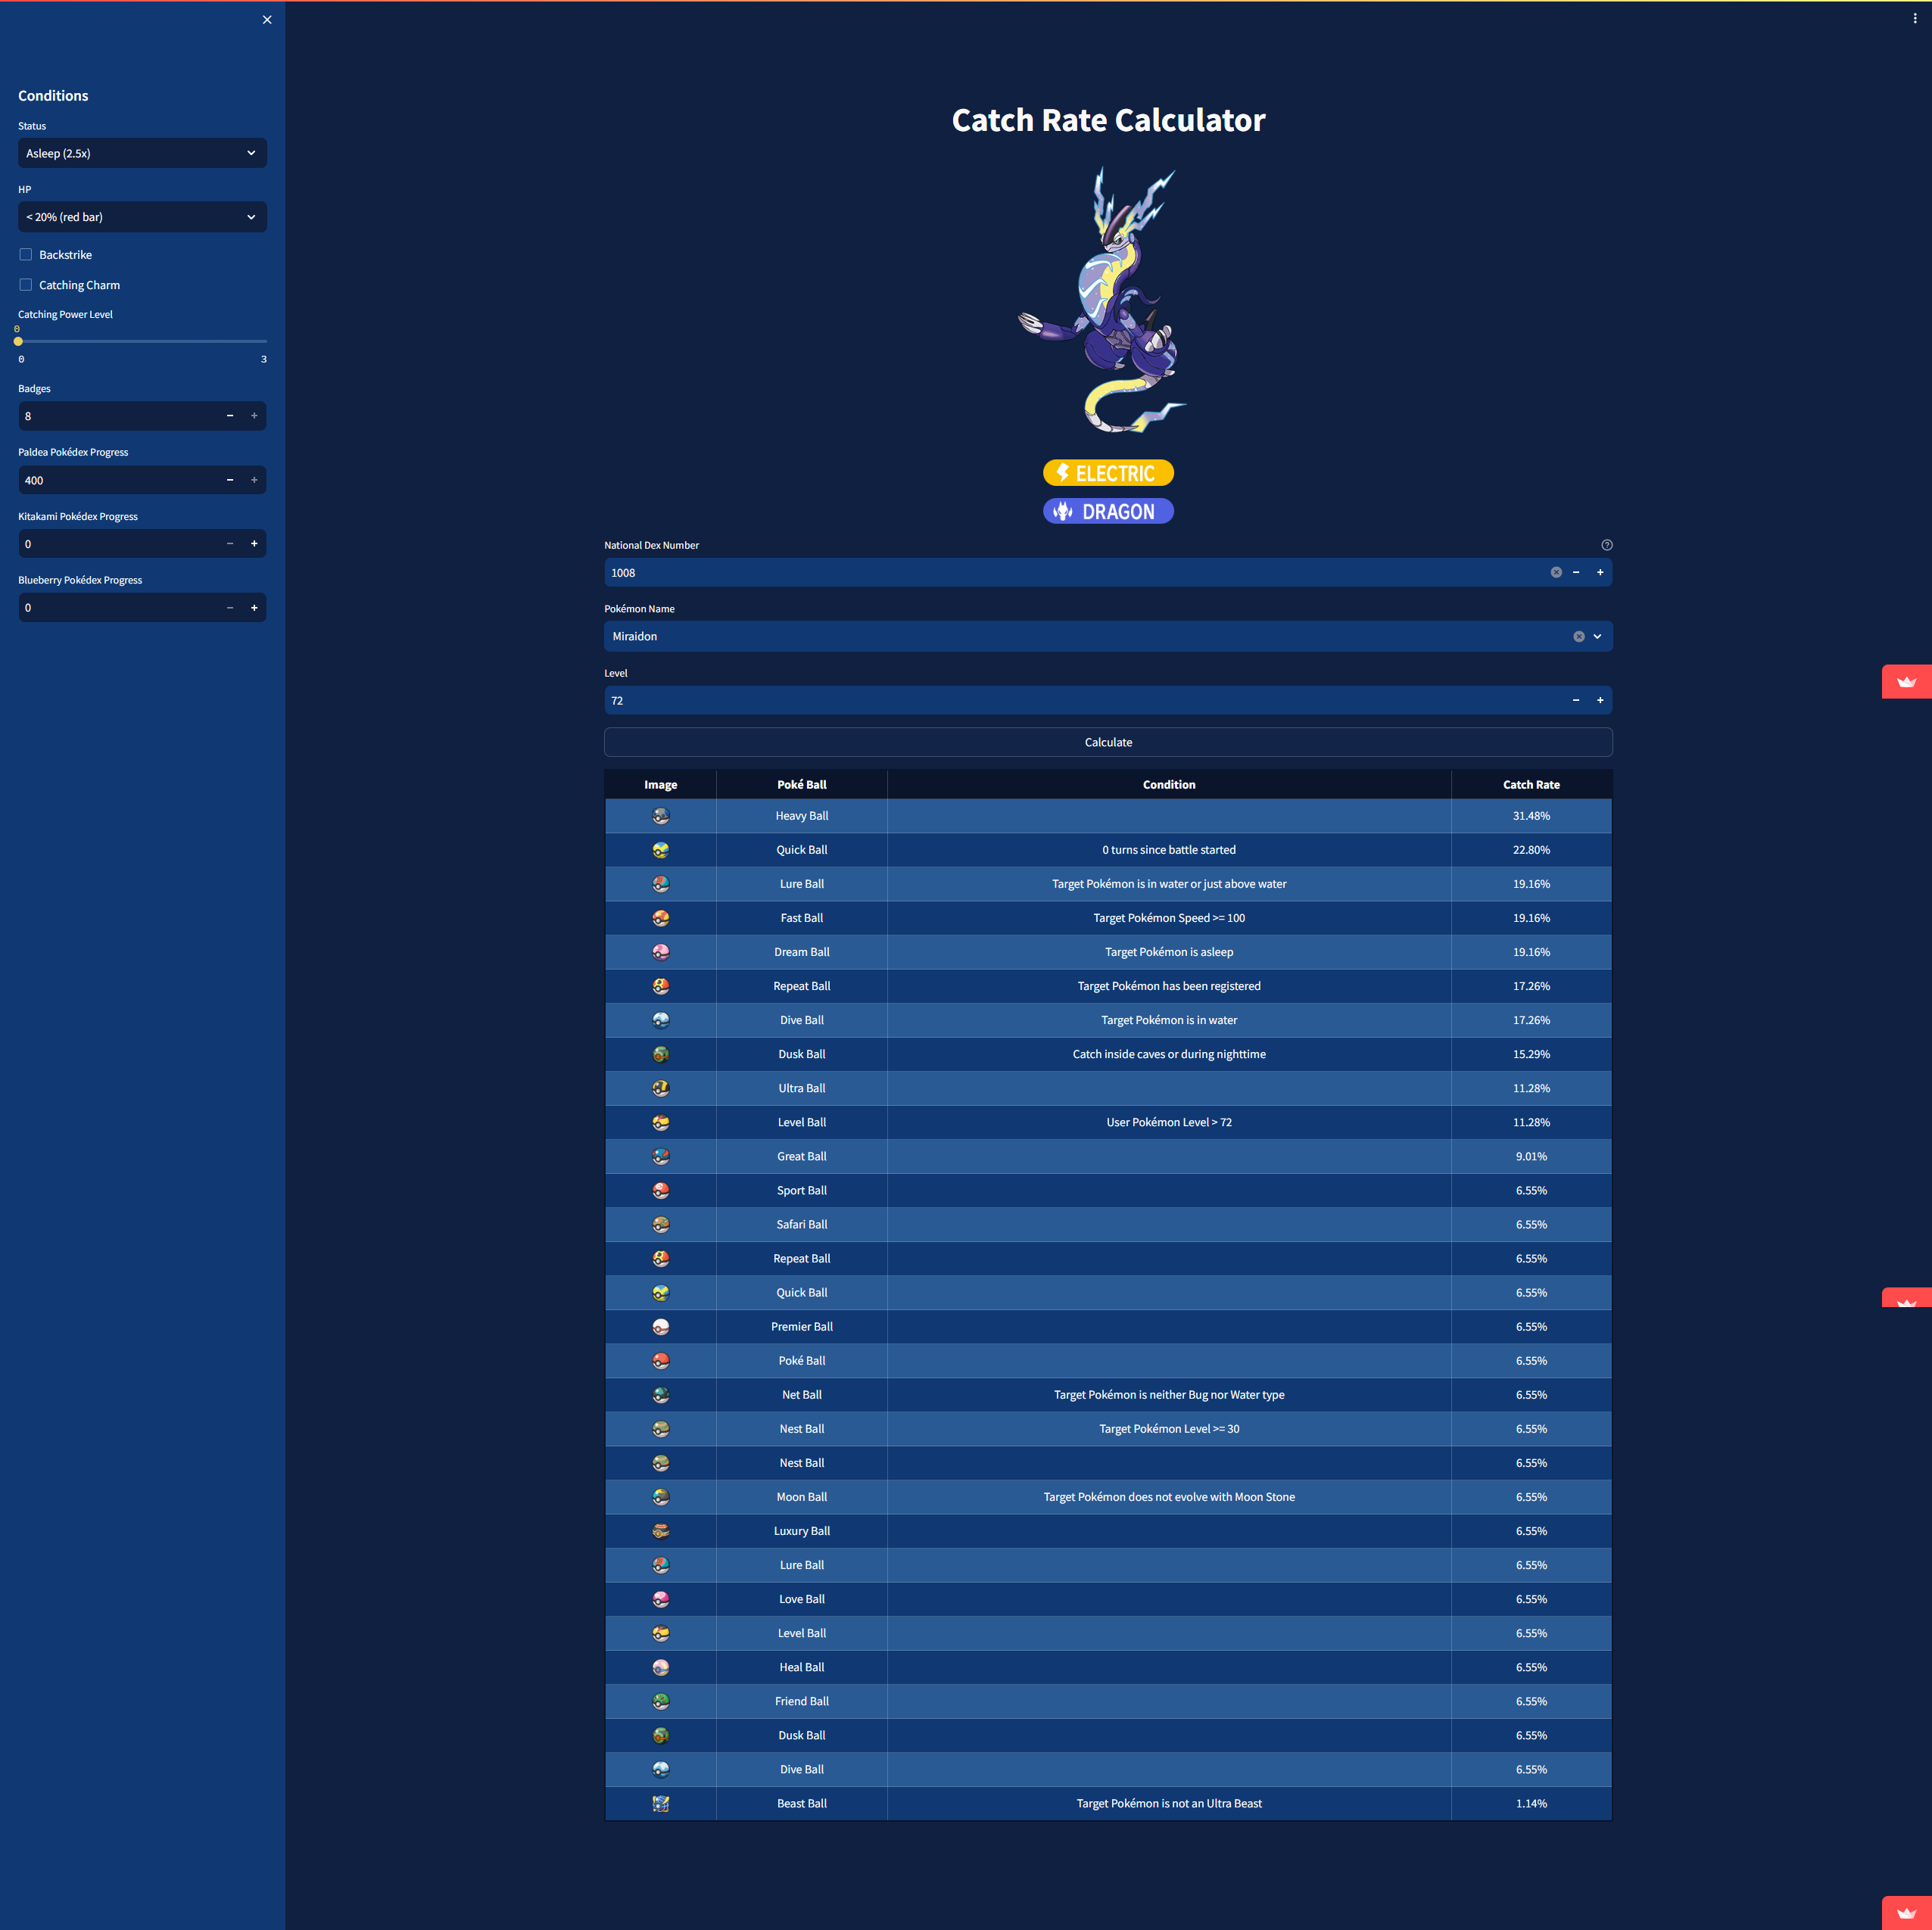 Conditions
Status
Asleep (2.5x)
HP
< 20% (red bar)
Backstrike
Catching Charm
Catching Power Level
0
0 3
Badges
8
Paldea Pokédex Progress
400
Kitakami Pokédex Progress
0
Blueberry Pokédex Progress
0
Catch Rate Calculator
ELECTRIC
DRAGON
National Dex Number
1008
Pokémon Name
Miraidon
Level
72
Calculate
Image Poké Ball Condition Catch Rate
Heavy Ball 31.48%
Quick Ball 0 turns since battle started 22.80%
Lure Ball Target Pokémon is in water or just above water 19.16%
Fast Ball Target Pokémon Speed >= 100 19.16%
Dream Ball Target Pokémon is asleep 19.16%
Repeat Ball Target Pokémon has been registered 17.26%
Dive Ball Target Pokémon is in water 17.26%
Dusk Ball Catch inside caves or during nighttime 15.29%
Ultra Ball 11.28%
Level Ball User Pokémon Level > 72 11.28%
Great Ball 9.01%
Sport Ball 6.55%
Safari Ball 6.55%
Repeat Ball 6.55%
Quick Ball 6.55%
Premier Ball 6.55%
Poké Ball 6.55%
Net Ball Target Pokémon is neither Bug nor Water type 6.55%
Nest Ball Target Pokémon Level >= 30 6.55%
Nest Ball 6.55%
Moon Ball Target Pokémon does not evolve with Moon Stone 6.55%
Luxury Ball 6.55%
Lure Ball 6.55%
Love Ball 6.55%
Level Ball 6.55%
Heal Ball 6.55%
Friend Ball 6.55%
Dusk Ball 6.55%
Dive Ball 6.55%
Beast Ball Target Pokémon is not an Ultra Beast 1.14%